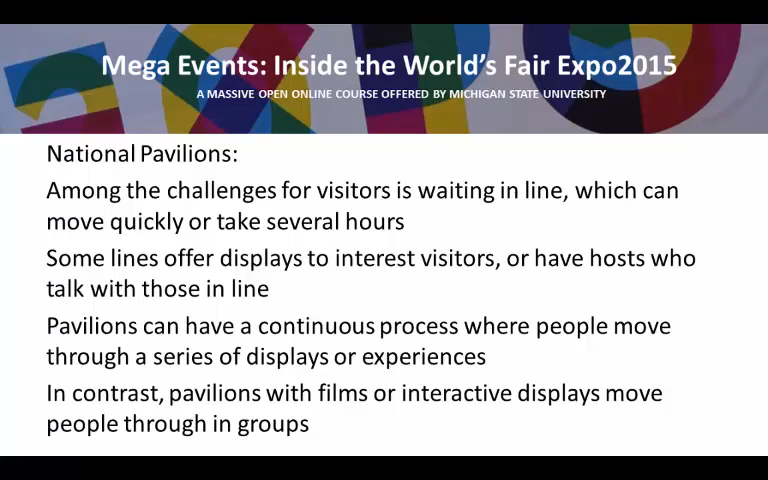 Mega Events: Inside the World's Fair Expo2015
A MASSIVE OPEN ONLINE COURSE OFFERED BY MICHIGAN STATE UNIVERSITY
National Pavilions:
Among the challenges for visitors is waiting in line, which can
move quickly or take several hours
Some lines offer displays to interest visitors, or have hosts who
talk with those in line
Pavilions can have a continuous process where people move
through a series of displays or experiences
In contrast, pavilions with films or interactive displays move
people through in groups